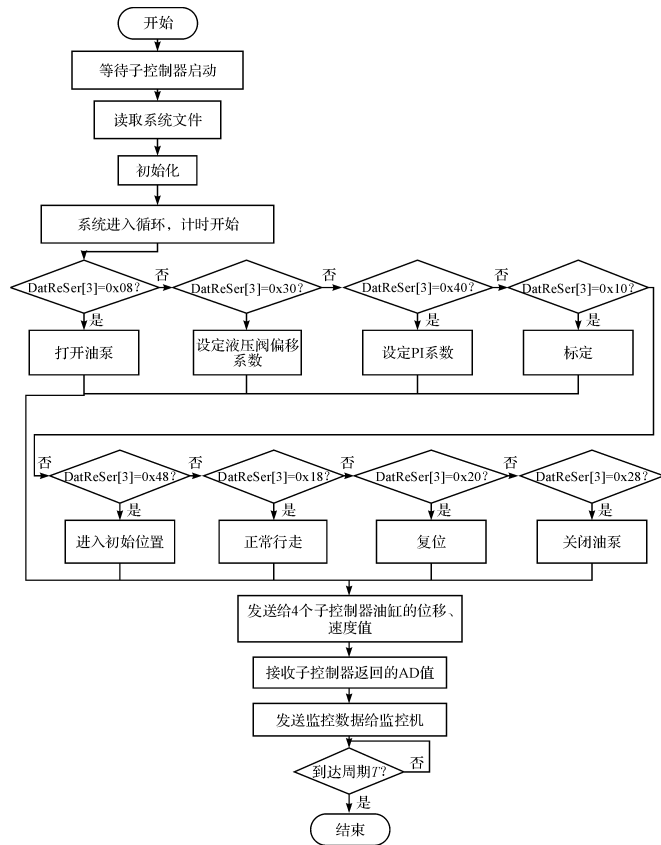 开始
等待子控制器启动
读取系统文件
初始化
系统进入循环，计时开始
DatReSer[3]=0x08?
否
DatReSer[3]=0x30?
否
DatReSer[3]=0x40?
否
DatReSer[3]=0x10?
是
是
是
是
打开油泵
设定液压阀偏移
系数
设定PI系数
标定
否
DatReSer[3]=0x48?
否
DatReSer[3]=0x18?
否
DatReSer[3]=0x20?
否
DatReSer[3]=0x28?
是
是
是
是
进入初始位置
正常行走
复位
关闭油泵
发送给4个子控制器油缸的位移、
速度值
接收子控制器返回的AD值
发送监控数据给监控机
到达周期T?
否
是
结束